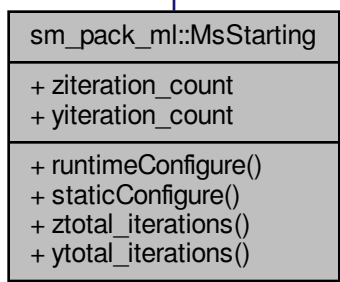 sm_pack_ml::MsStarting
+ ziteration_count
+ yiteration_count
+ runtimeConfigure()
+ staticConfigure()
+ ztotal_iterations()
+ ytotal_iterations()